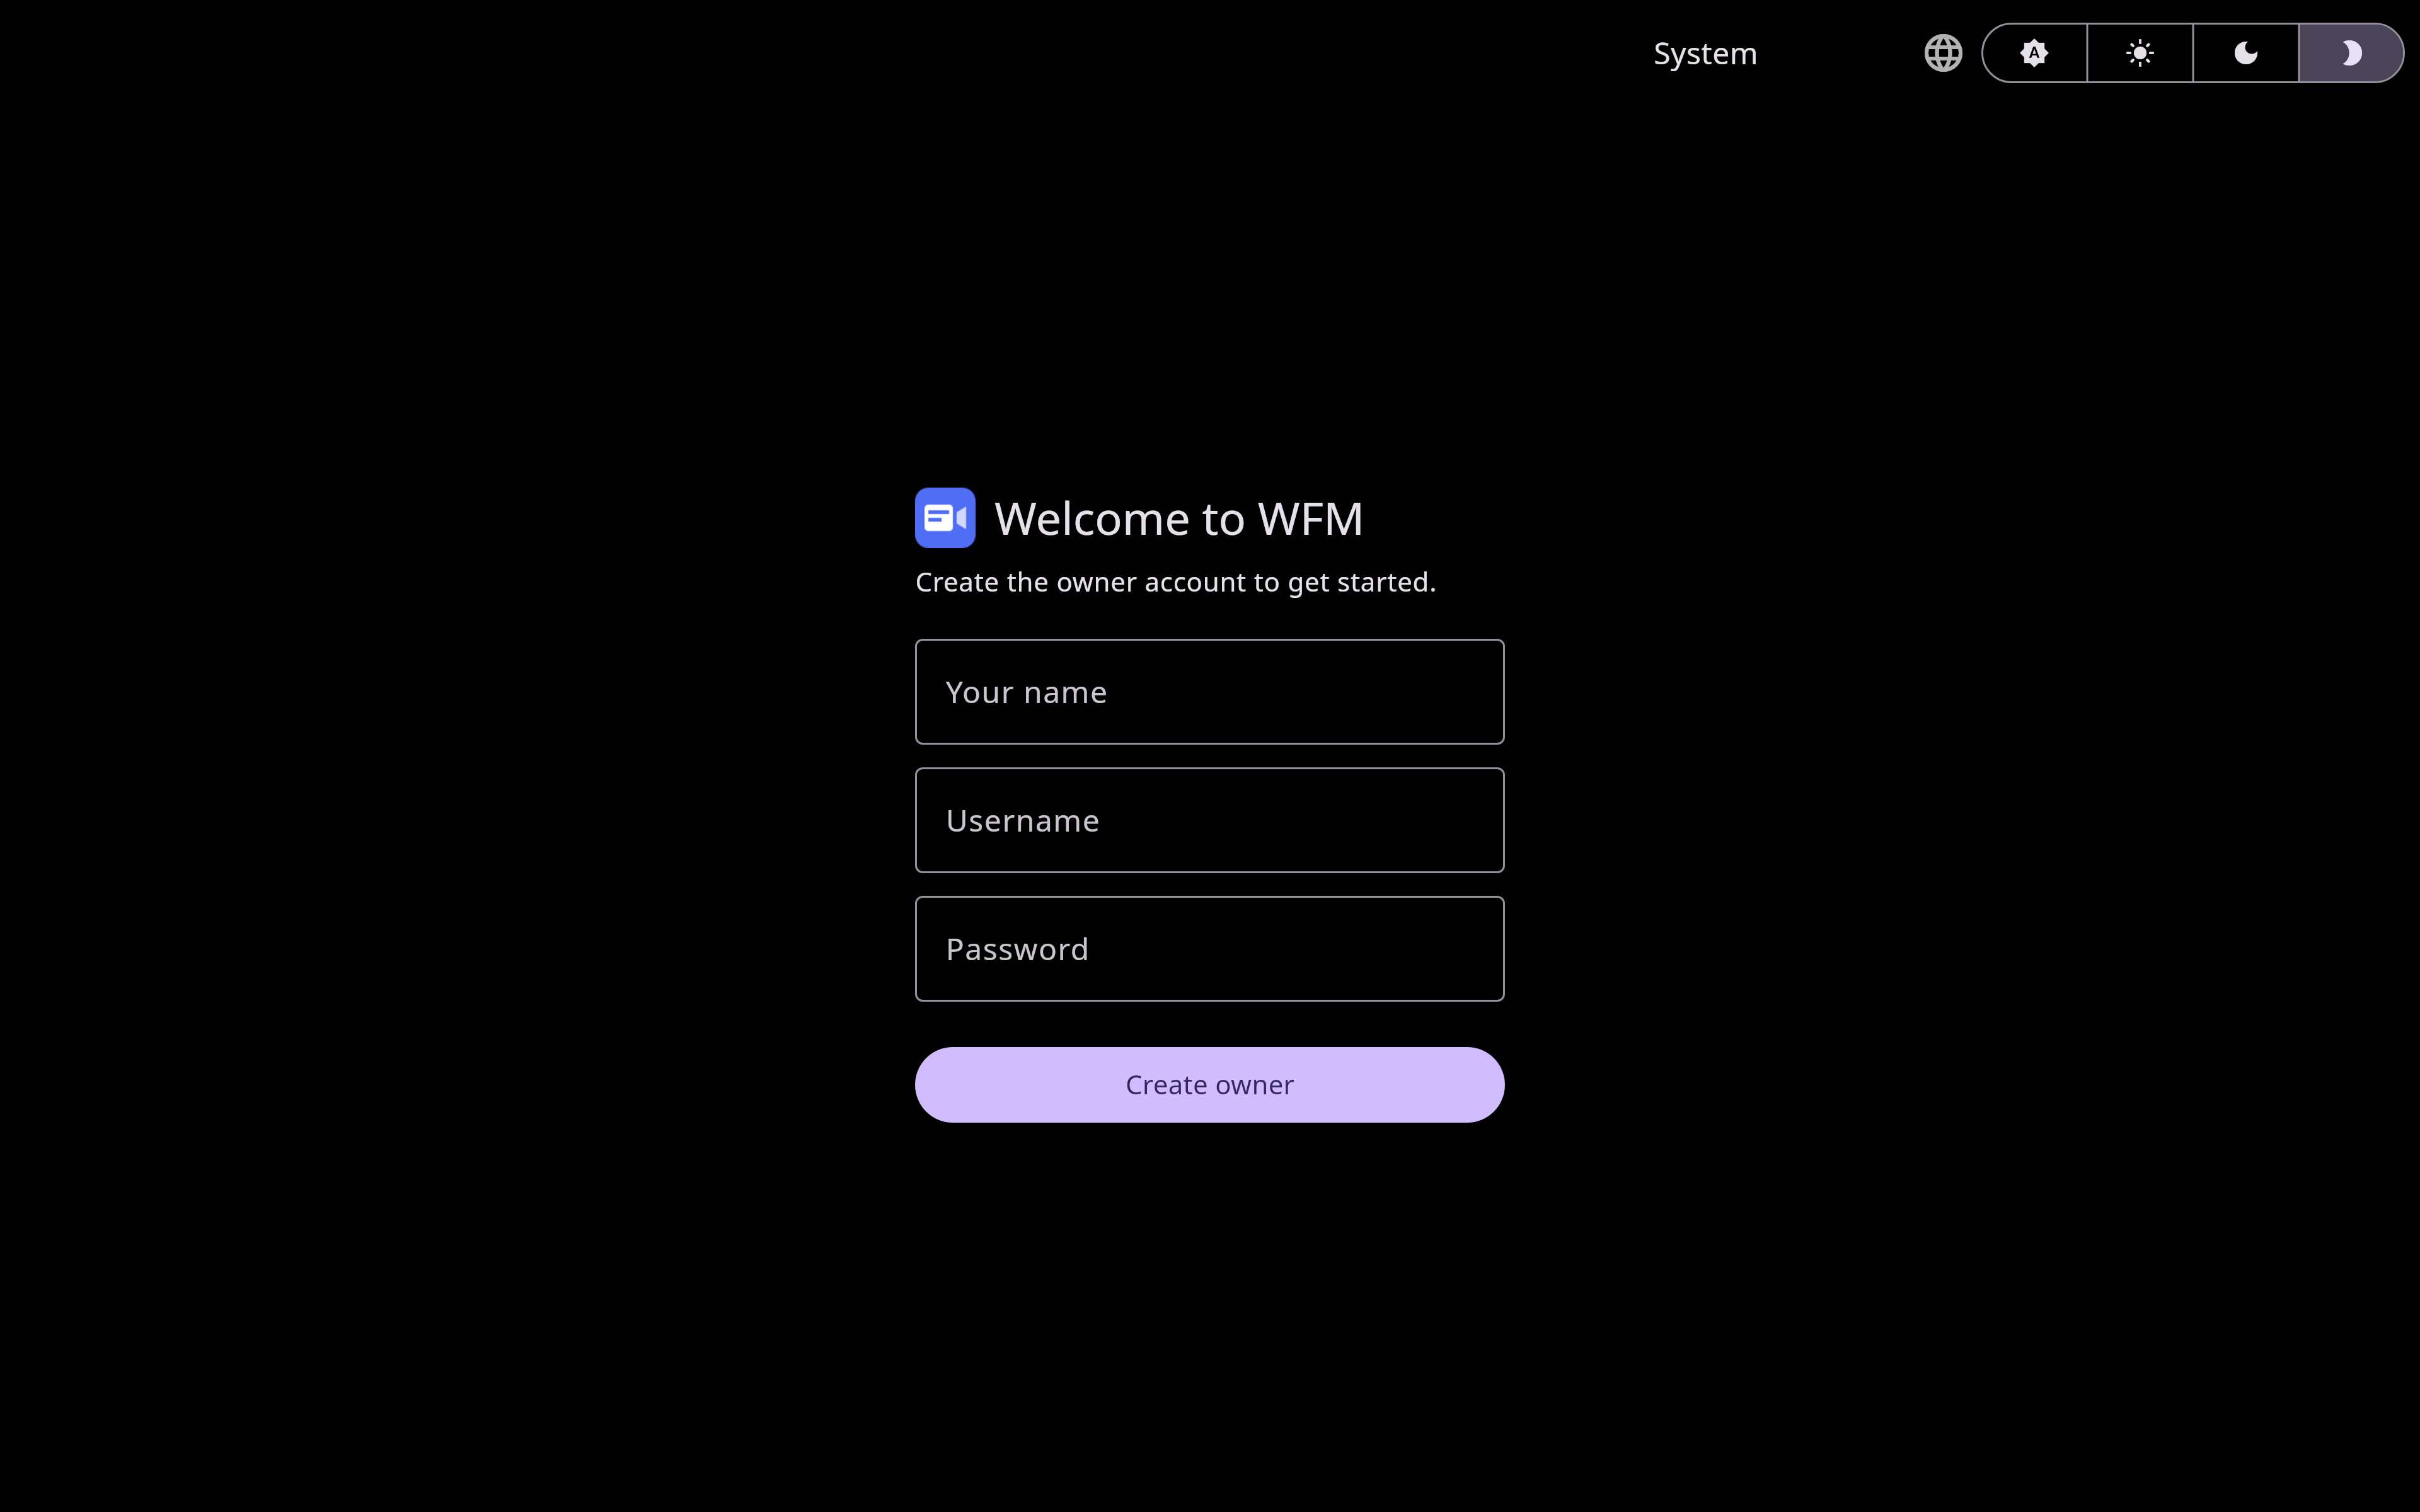 System
Welcome to WFM
Create the owner account to get started.
Your name
Username
Password
Create owner